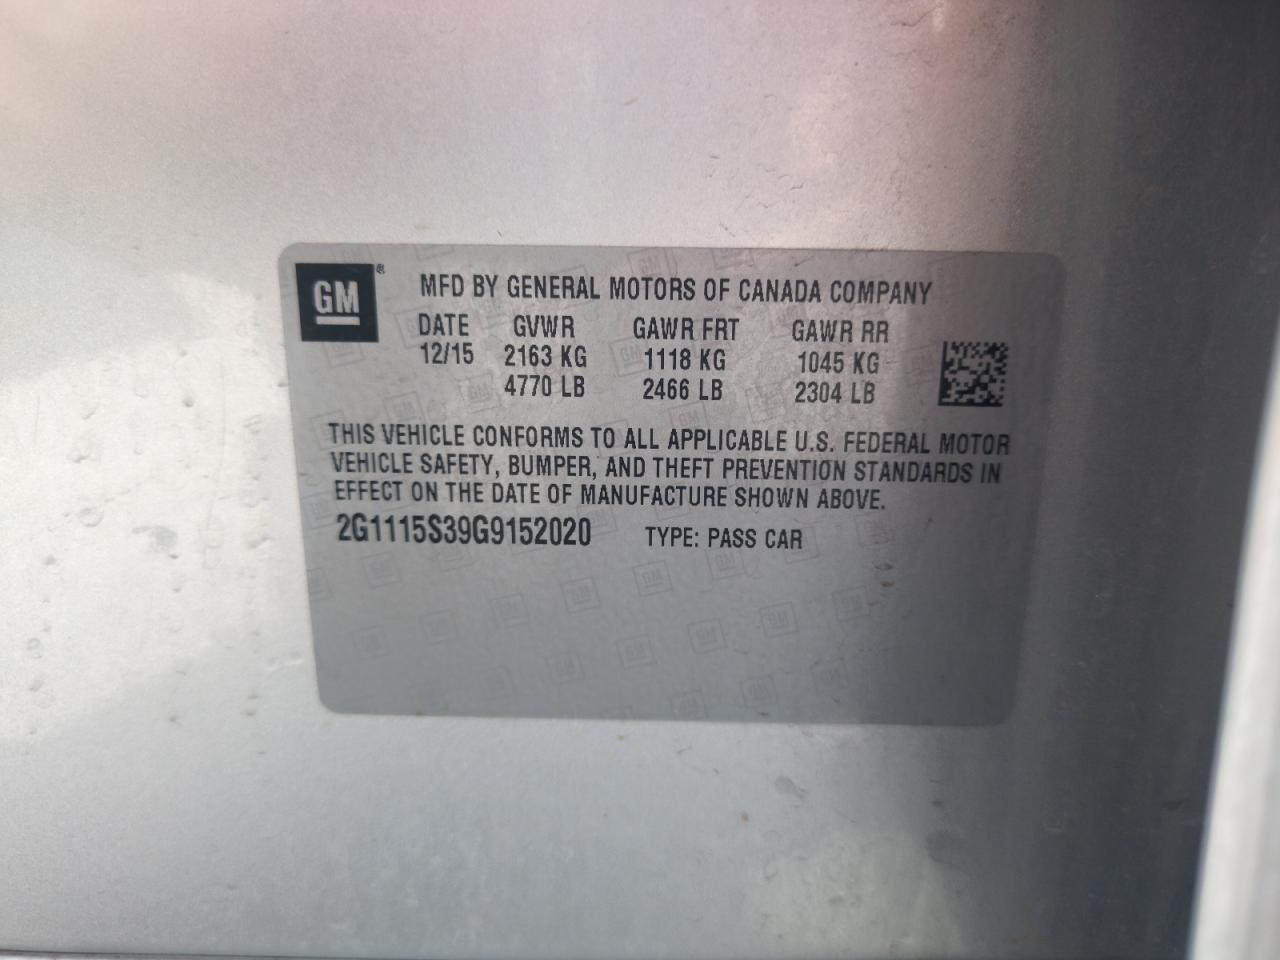 GM ®
MFD BY GENERAL MOTORS OF CANADA COMPANY
DATE GVWR GAWR FRT GAWR RR
12/15 2163 KG 1118 KG 1045 KG
4770 LB 2466 LB 2304 LB
THIS VEHICLE CONFORMS TO ALL APPLICABLE U.S. FEDERAL MOTOR
VEHICLE SAFETY, BUMPER, AND THEFT PREVENTION STANDARDS IN
EFFECT ON THE DATE OF MANUFACTURE SHOWN ABOVE.
2G1115S39G9152020 TYPE: PASS CAR